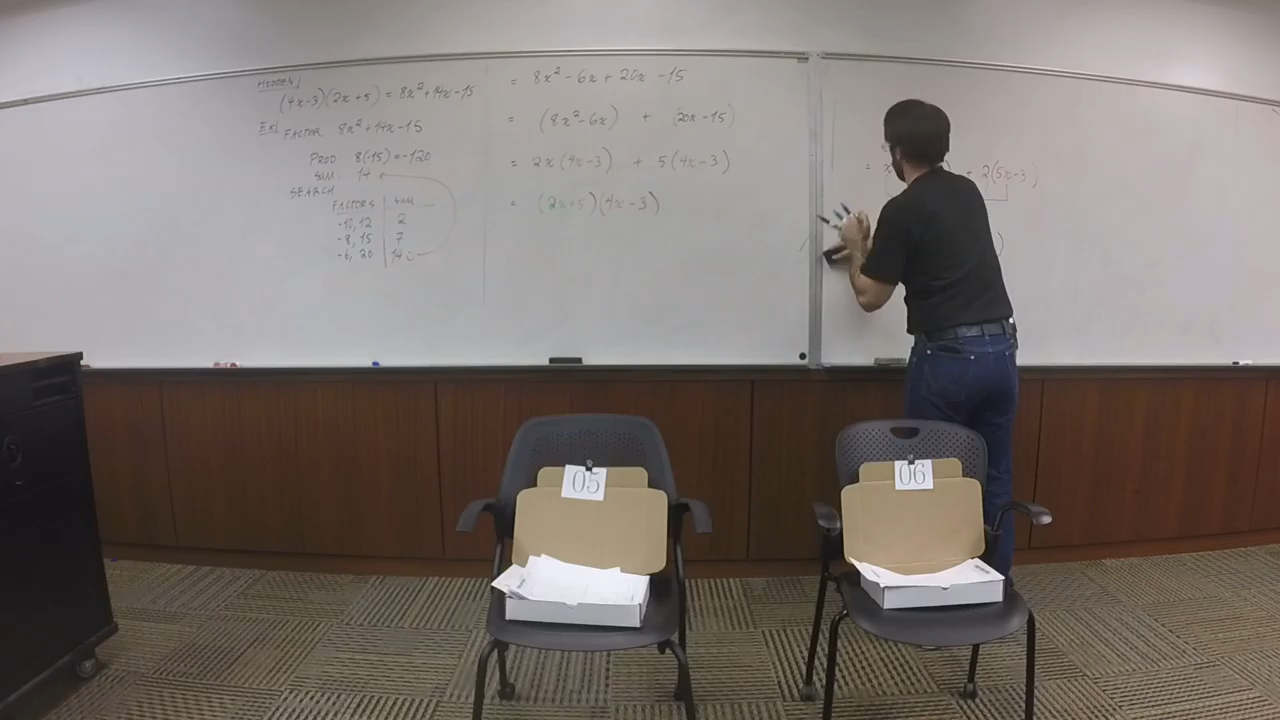 HIDDEN!
(4x-3)(2x+5) = 8x²+14x-15
Ex) FACTOR 8x²+14x-15
PROD: 8(-15) = -120
SUM: 14
SEARCH
FACTORS | SUM
-10, 12 | 2
-8, 15 | 7
-6, 20 | 14
= 8x² - 6x + 20x - 15
= (8x²-6x) + (20x-15)
= 2x(4x-3) + 5(4x-3)
= (2x+5)(4x-3)
= x
+ 2(5x-3)
05
06